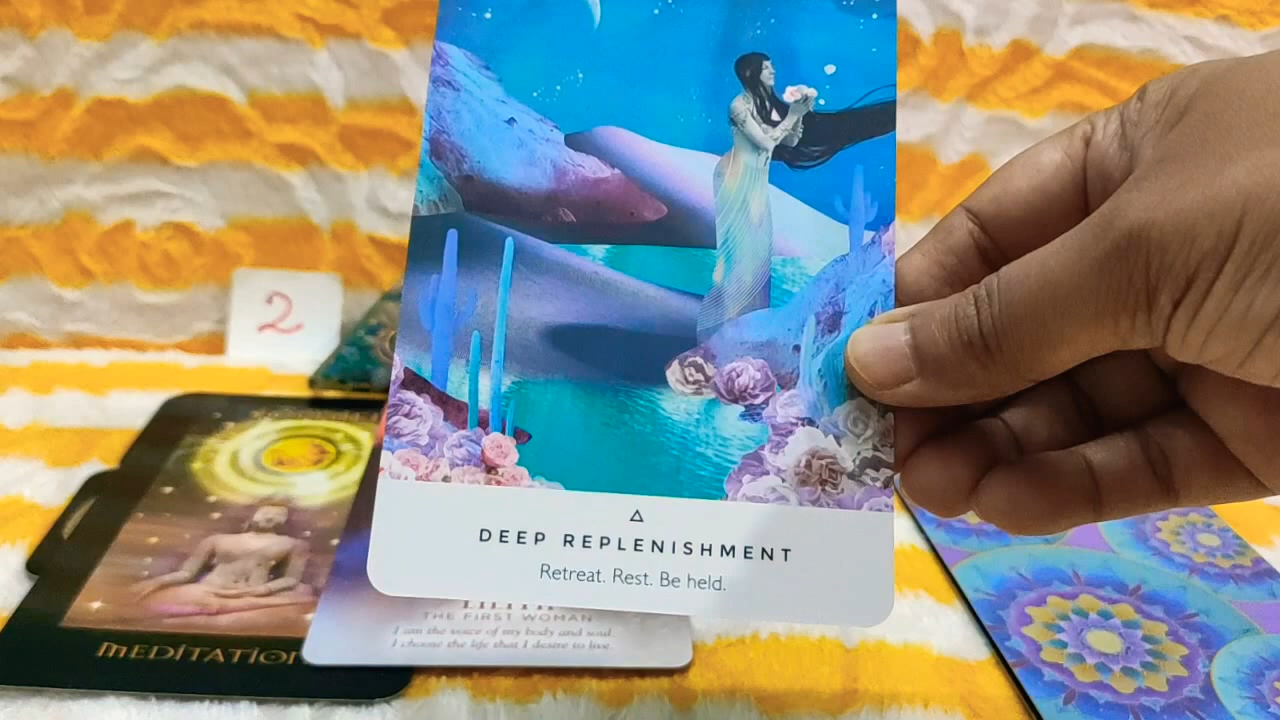 2
DEEP REPLENISHMENT
Retreat. Rest. Be held.
LILITH
THE FIRST WOMAN
I am the voice of my body and soul.
I choose the life that I desire to live.
MEDITATION